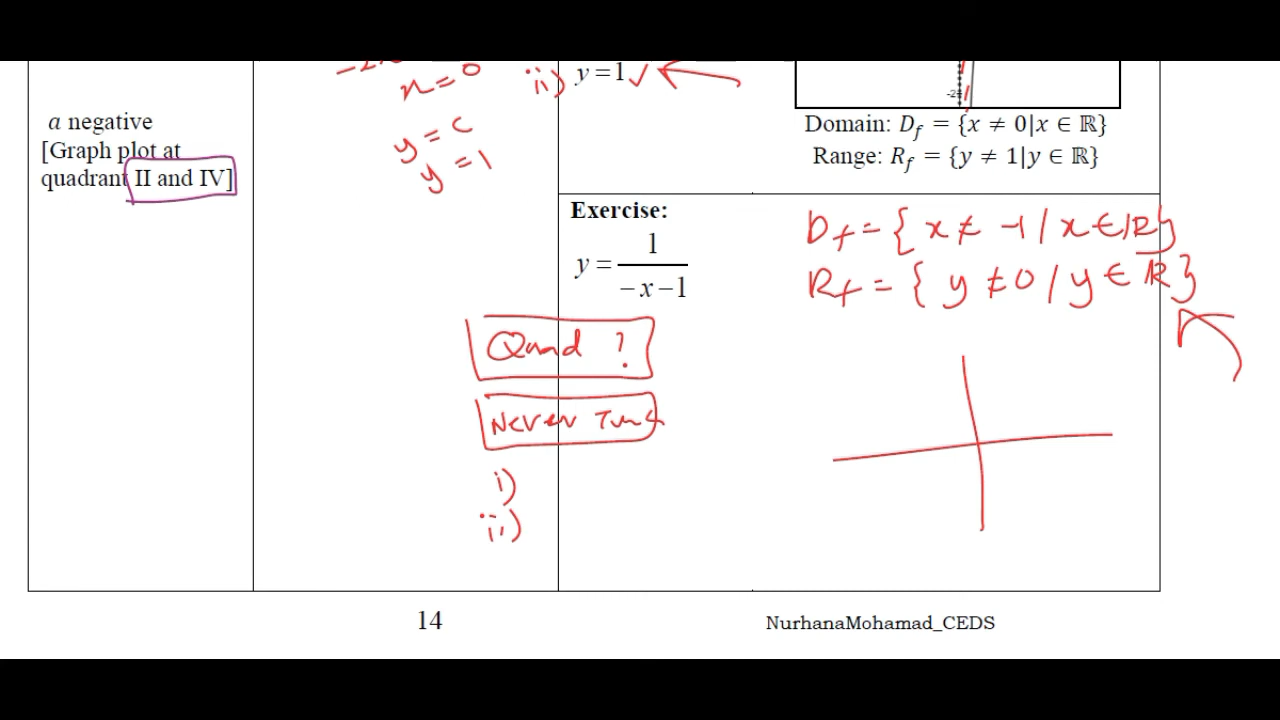 x = 0
ii) y = 1 ✓
-2
y = c
y = 1
a negative
[Graph plot at
quadrant II and IV]
Domain: D_f = {x ≠ 0|x ∈ ℝ}
Range: R_f = {y ≠ 1|y ∈ ℝ}
Exercise:
y = 1/(-x-1)
D_f = { x ≠ -1 / x ∈ ℝ}
R_f = { y ≠ 0 / y ∈ ℝ }
Quad ?
Never
i)
ii)
14
NurhanaMohamad_CEDS